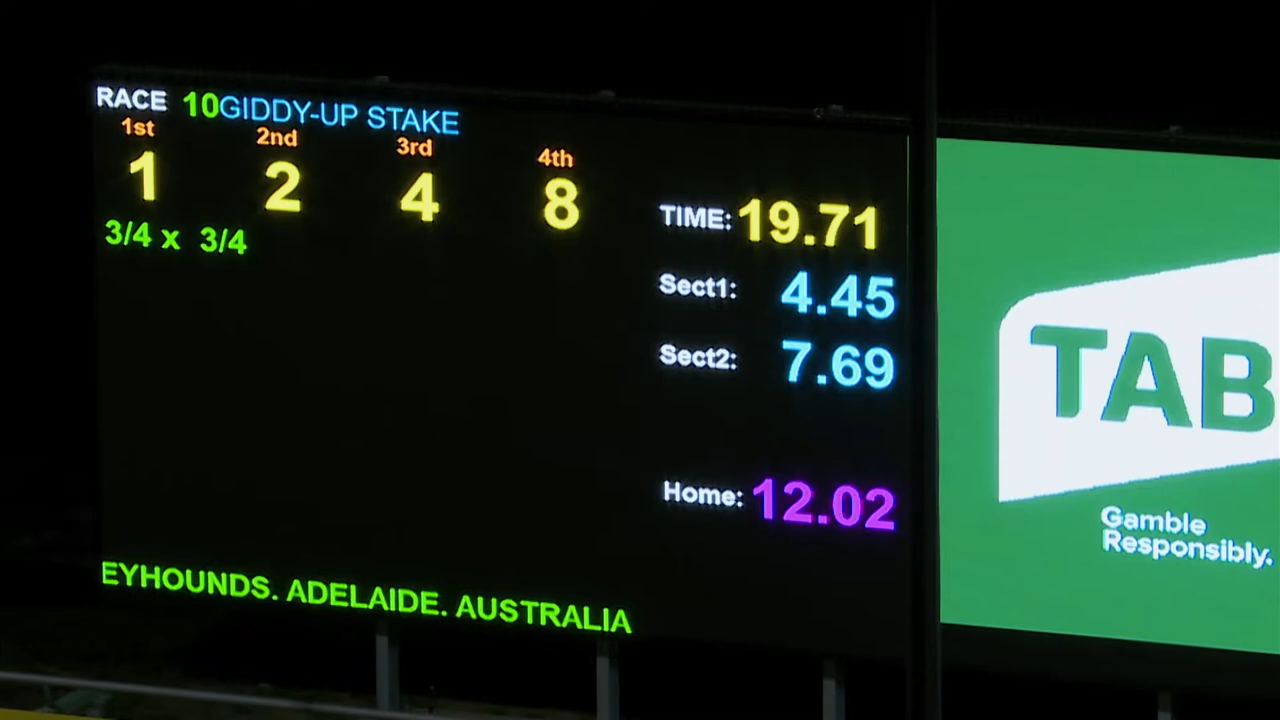 RACE 10GIDDY-UP STAKE
1st 2nd 3rd 4th
1 2 4 8
3/4 x 3/4
TIME: 19.71
Sect1: 4.45
Sect2: 7.69
Home: 12.02
EYHOUNDS. ADELAIDE. AUSTRALIA
TAB
Gamble
Responsibly.